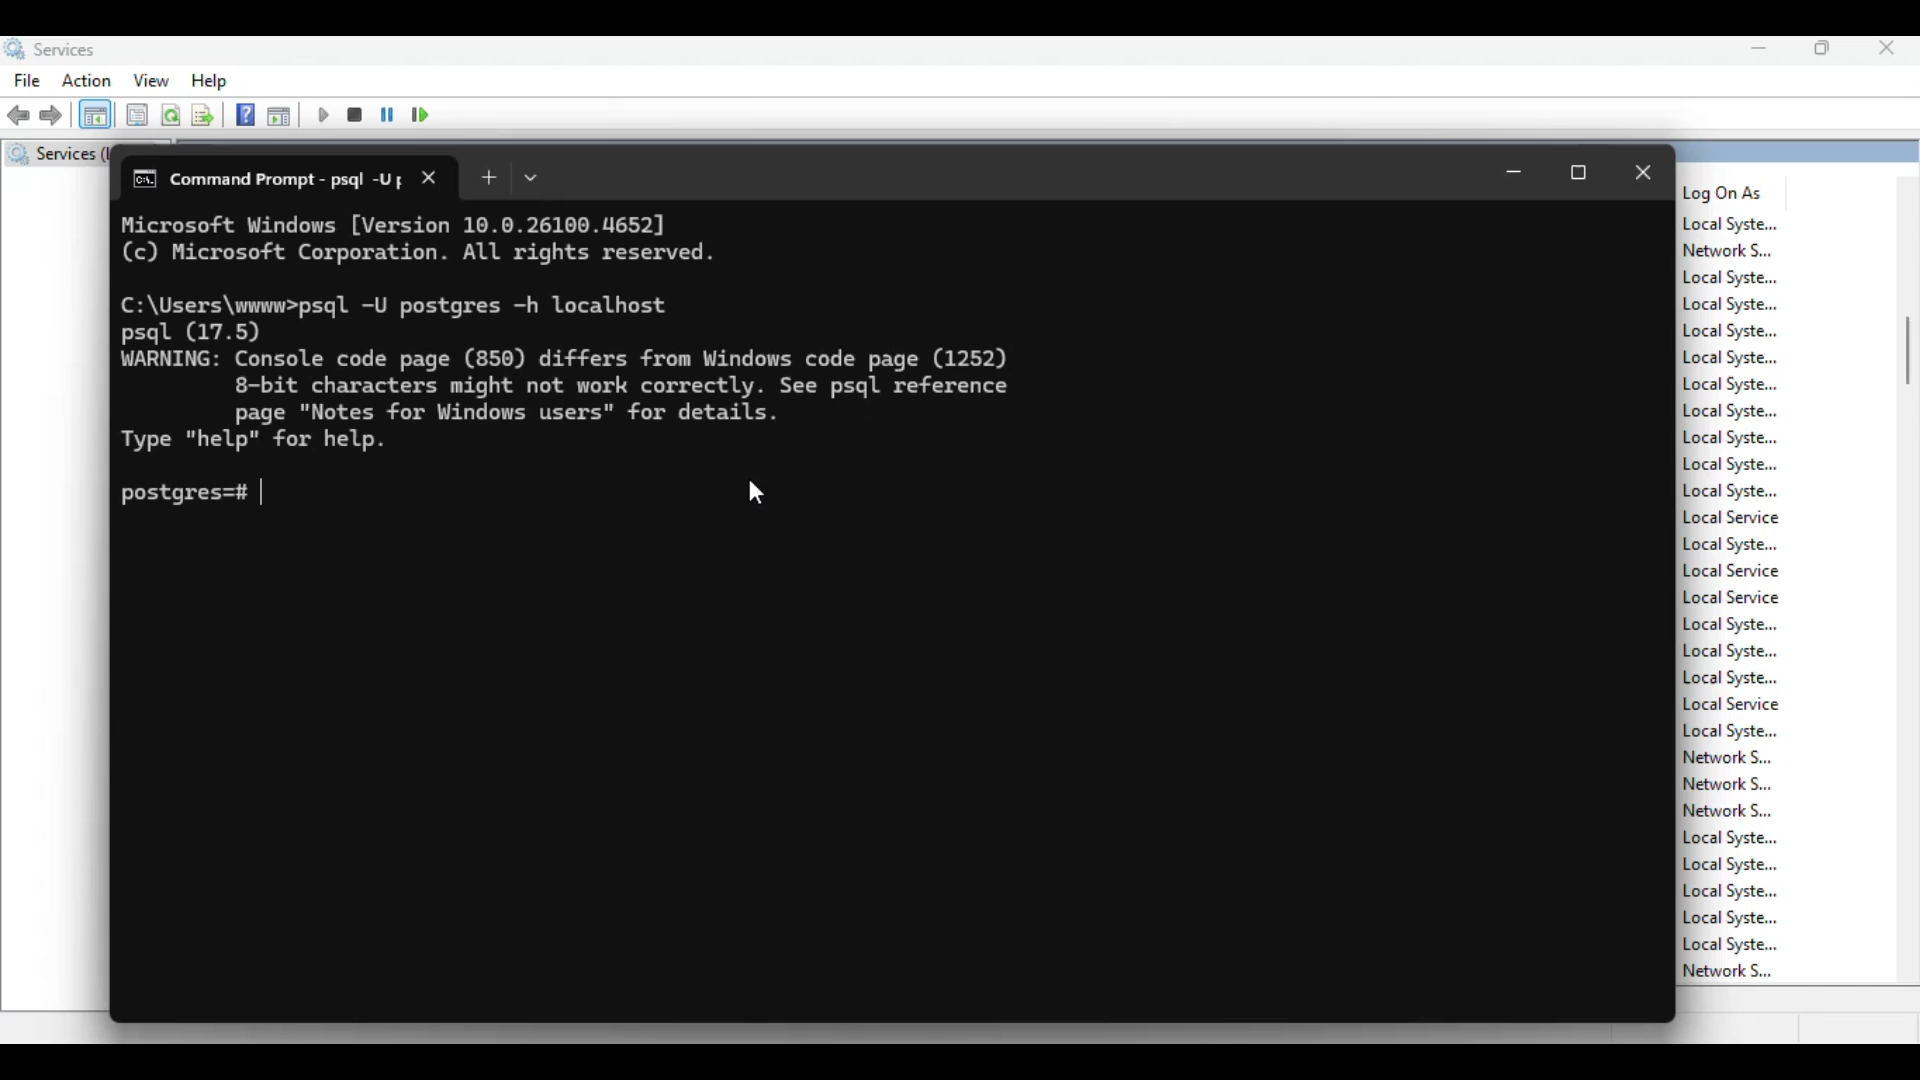 Services
File Action View Help
Services (L
Command Prompt - psql -U p
Microsoft Windows [Version 10.0.26100.4652]
(c) Microsoft Corporation. All rights reserved.
C:\Users\wwww>psql -U postgres -h localhost
psql (17.5)
WARNING: Console code page (850) differs from Windows code page (1252)
8-bit characters might not work correctly. See psql reference
page "Notes for Windows users" for details.
Type "help" for help.
postgres=#
Log On As
Local Syste...
Network S...
Local Syste...
Local Syste...
Local Syste...
Local Syste...
Local Syste...
Local Syste...
Local Syste...
Local Syste...
Local Syste...
Local Service
Local Syste...
Local Service
Local Service
Local Syste...
Local Syste...
Local Syste...
Local Service
Local Syste...
Network S...
Network S...
Network S...
Local Syste...
Local Syste...
Local Syste...
Local Syste...
Local Syste...
Network S...